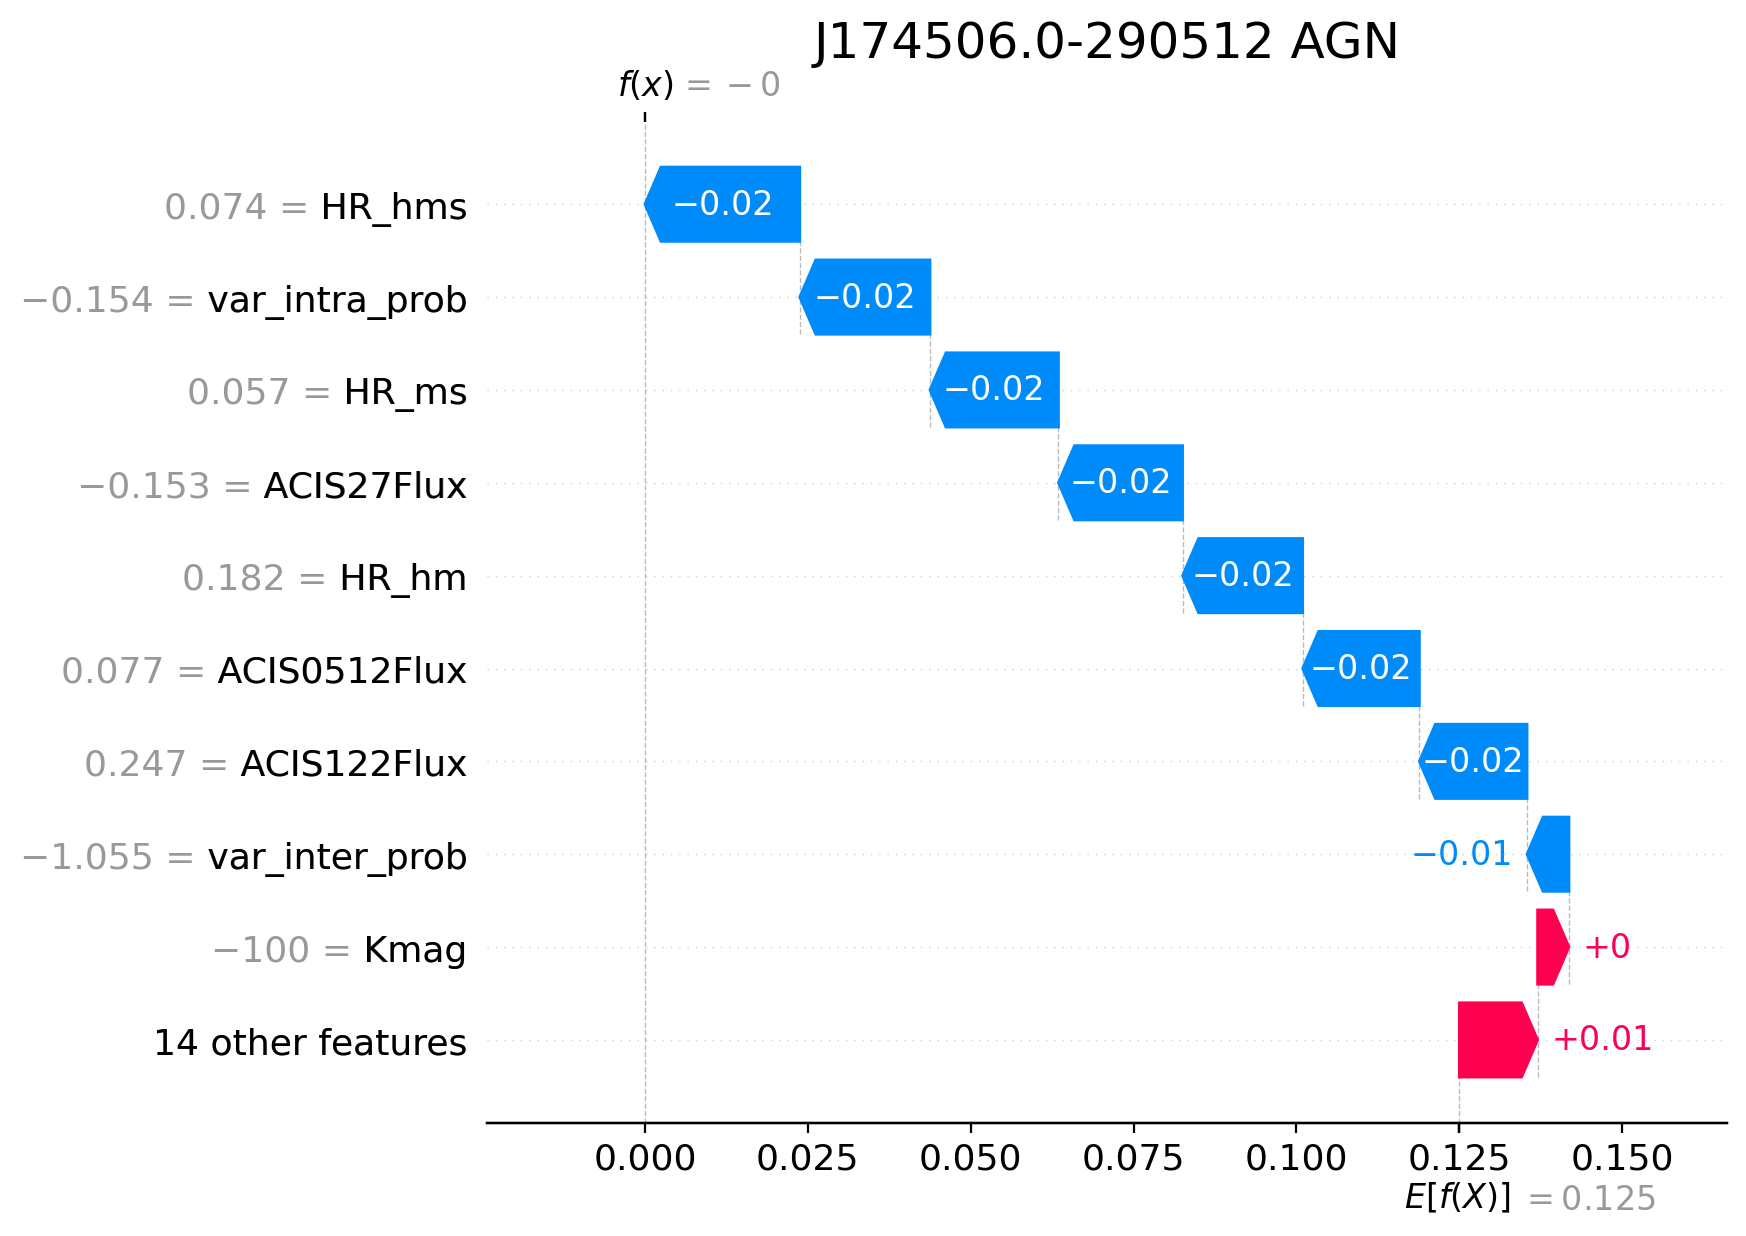 J174506.0-290512 AGN
f(x) = − 0
0.074 = HR_hms −0.02
−0.154 = var_intra_prob −0.02
0.057 = HR_ms −0.02
−0.153 = ACIS27Flux −0.02
0.182 = HR_hm −0.02
0.077 = ACIS0512Flux −0.02
0.247 = ACIS122Flux −0.02
−1.055 = var_inter_prob −0.01
−100 = Kmag +0
14 other features +0.01
0.000 0.025 0.050 0.075 0.100 0.125 0.150
E[f(X)] = 0.125